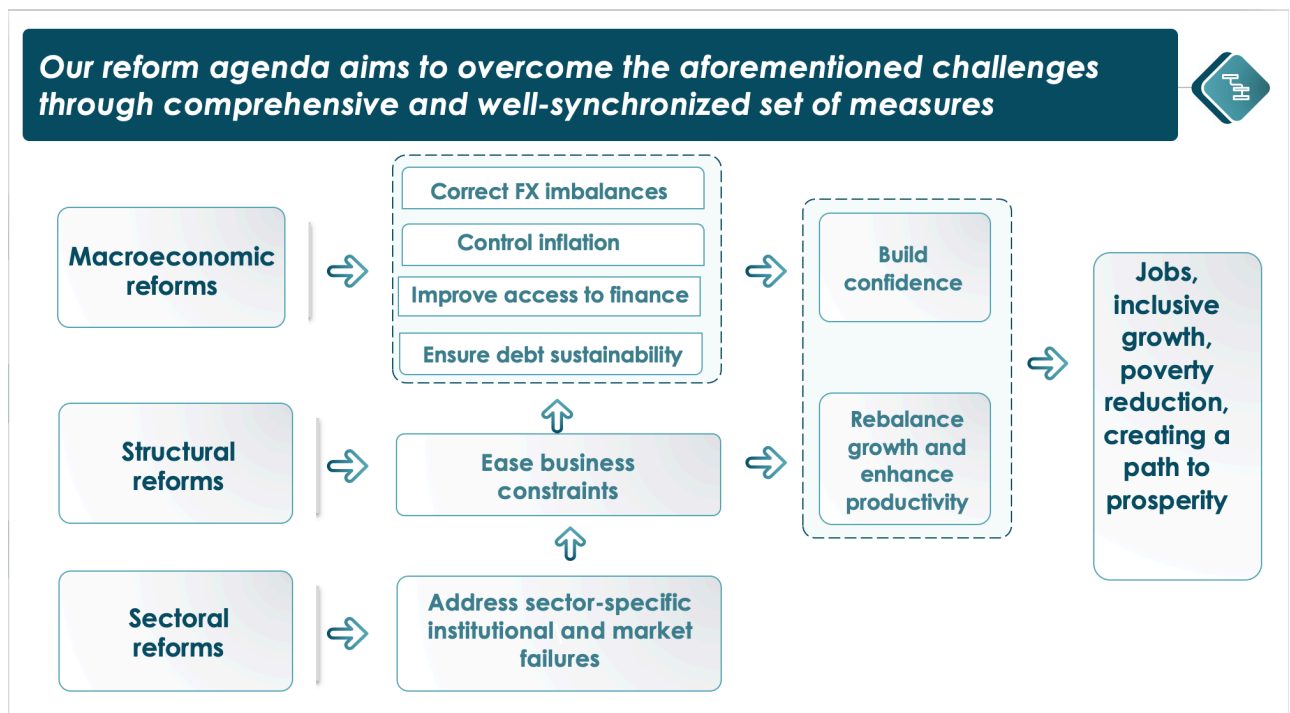 Our reform agenda aims to overcome the aforementioned challenges
through comprehensive and well-synchronized set of measures
Macroeconomic
reforms
Correct FX imbalances
Control inflation
Improve access to finance
Ensure debt sustainability
Build
confidence
Jobs,
inclusive
growth,
poverty
reduction,
creating a
path to
prosperity
Structural
reforms
Ease business
constraints
Rebalance
growth and
enhance
productivity
Sectoral
reforms
Address sector-specific
institutional and market
failures